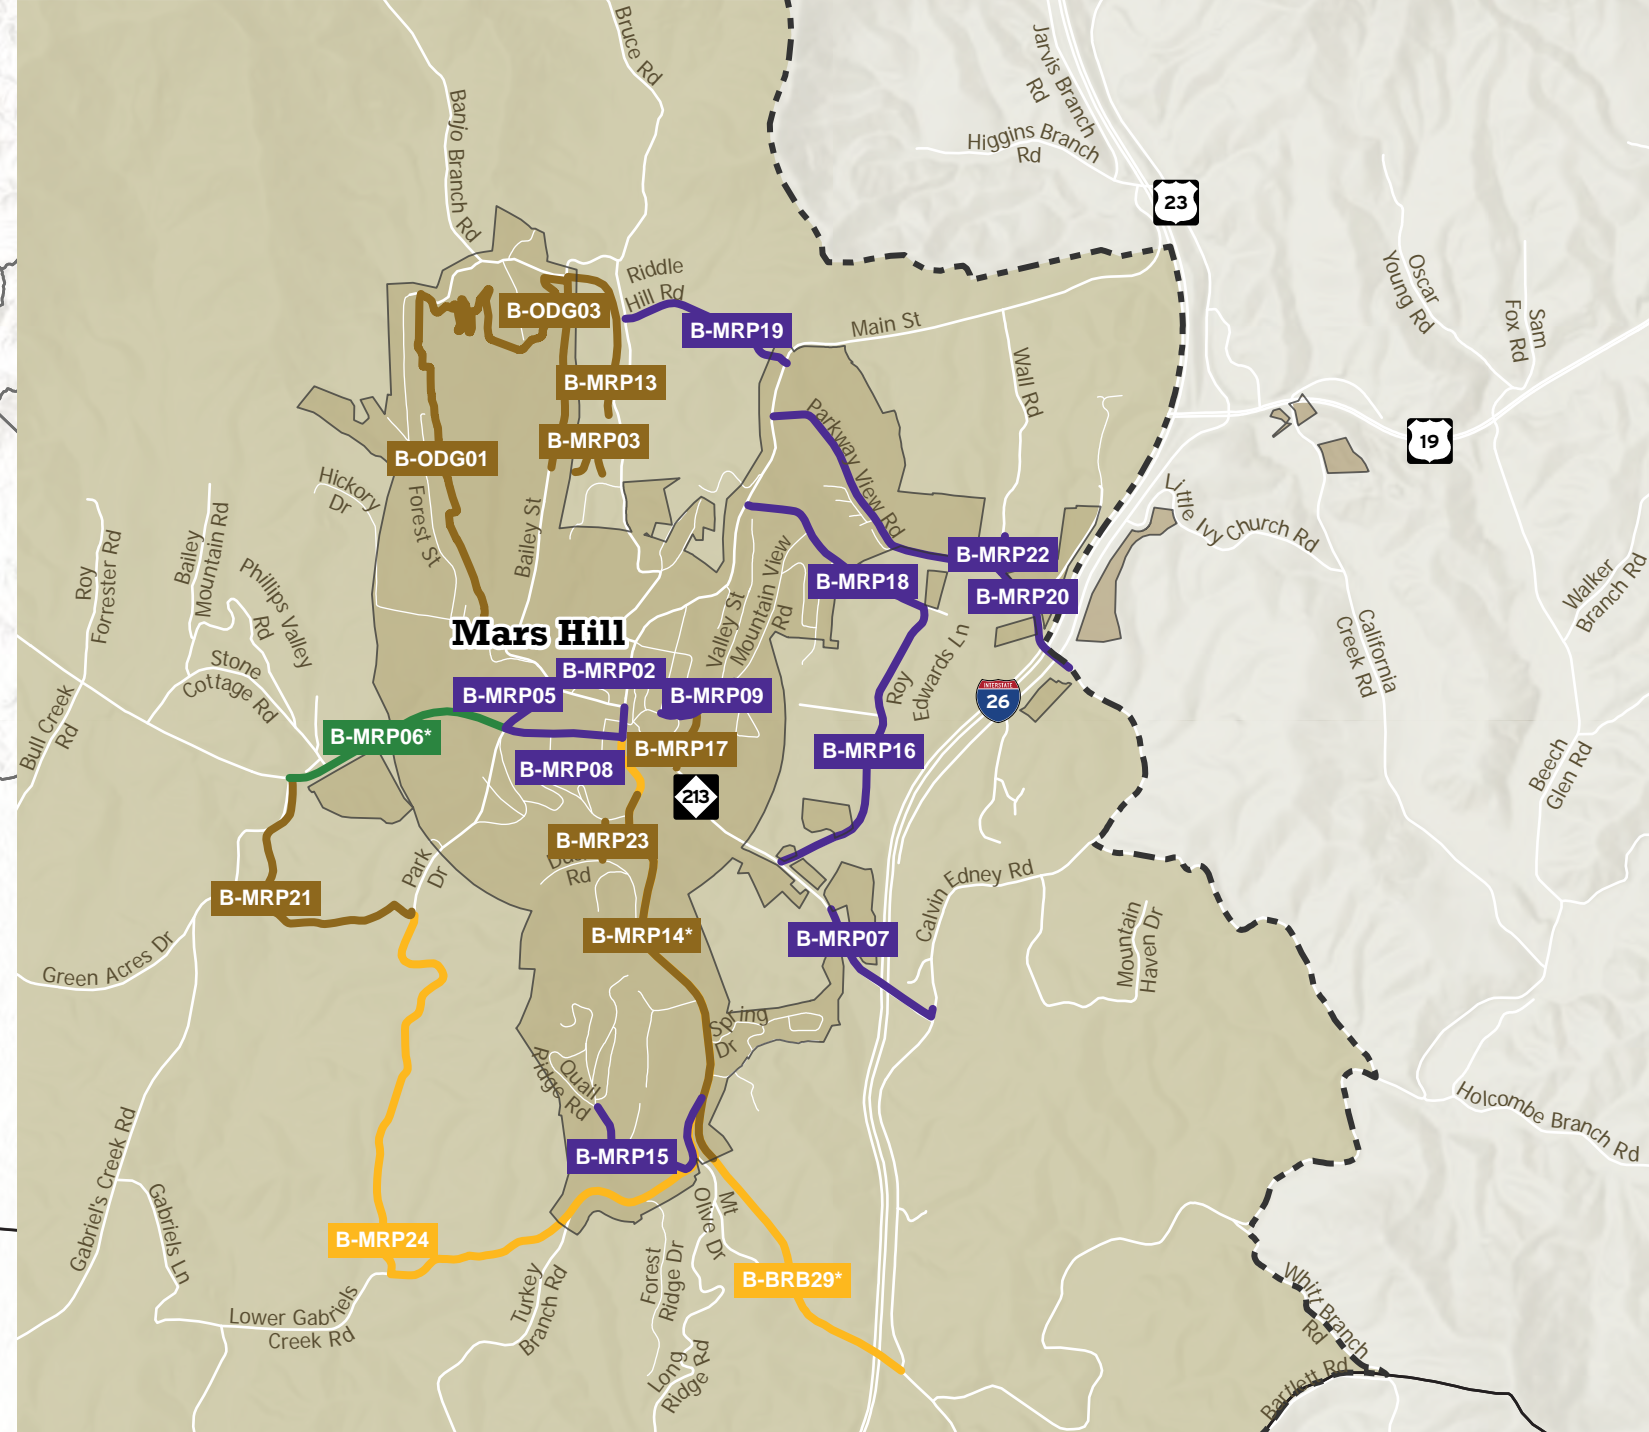 Bruce Rd
Jarvis Branch
Rd
Banjo Branch Rd
Higgins Branch
Rd
23
Riddle
Hill Rd
Oscar
Young Rd
B-ODG03
B-MRP19
Main St
Sam
Fox Rd
B-MRP13
Wall Rd
Parkway View Rd
B-MRP03
19
B-ODG01
Hickory
Dr
Forest St
Bailey St
Little Ivy Church Rd
Roy
Forrester Rd
Bailey
Mountain Rd
Phillips Valley
Rd
B-MRP22
B-MRP18
B-MRP20
Walker
Branch Rd
Mountain View
Rd
Valley St
Mars Hill
Roy
Edwards Ln
California
Creek Rd
Stone
Cottage Rd
B-MRP02
B-MRP05
B-MRP09
INTERSTATE
26
Bull Creek
Rd
B-MRP06*
B-MRP17
B-MRP16
B-MRP08
213
Beech
Glen Rd
B-MRP23
Rd
Park
Dr
Calvin Edney Rd
B-MRP21
B-MRP14*
B-MRP07
Mountain
Haven Dr
Green Acres Dr
Spring
Dr
Quail
Ridge Rd
Holcombe Branch Rd
Gabriel's Creek Rd
B-MRP15
Gabriels Ln
Mt
Olive Dr
B-MRP24
Forest
Ridge Dr
B-BRB29*
Turkey
Branch Rd
Lower Gabriels
Creek Rd
Whitt Branch
Rd
Long
Ridge Rd
Bartlett Rd